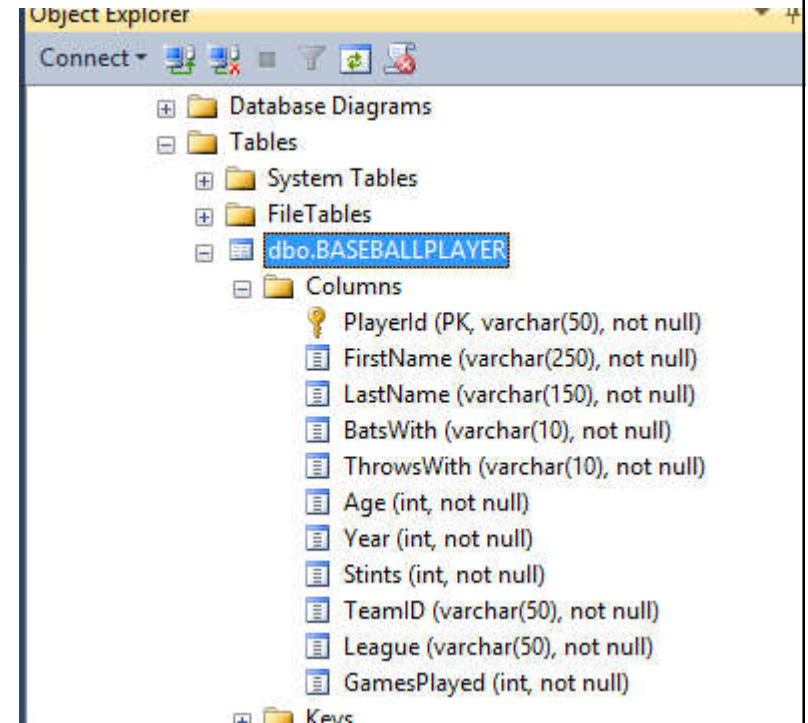 Object Explorer
Connect
Database Diagrams
Tables
System Tables
FileTables
dbo.BASEBALLPLAYER
Columns
PlayerId (PK, varchar(50), not null)
FirstName (varchar(250), not null)
LastName (varchar(150), not null)
BatsWith (varchar(10), not null)
ThrowsWith (varchar(10), not null)
Age (int, not null)
Year (int, not null)
Stints (int, not null)
TeamID (varchar(50), not null)
League (varchar(50), not null)
GamesPlayed (int, not null)
Keys